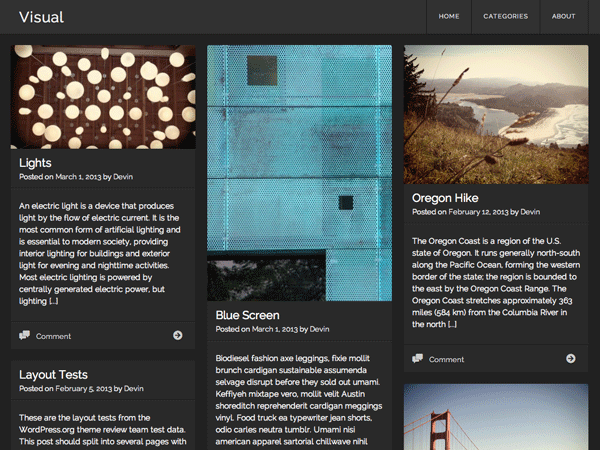 Visual
HOME
CATEGORIES
ABOUT
Lights
Posted on March 1, 2013 by Devin
An electric light is a device that produces
light by the flow of electric current. It is the
most common form of artificial lighting and
is essential to modern society, providing
interior lighting for buildings and exterior
light for evening and nighttime activities.
Most electric lighting is powered by
centrally generated electric power, but
lighting [...]
Comment
Layout Tests
Posted on February 5, 2013 by Devin
These are the layout tests from the
WordPress.org theme review team test data.
This post should split into several pages with
Blue Screen
Posted on March 1, 2013 by Devin
Biodiesel fashion axe leggings, fixie mollit
brunch cardigan sustainable assumenda
selvage disrupt before they sold out umami.
Keffiyeh mixtape vero, mollit velit Austin
shoreditch reprehenderit cardigan meggings
vinyl. Food truck ea typewriter jean shorts,
odio carles neutra tumblr. Umami nisi
american apparel sartorial chillwave nihil
Oregon Hike
Posted on February 12, 2013 by Devin
The Oregon Coast is a region of the U.S.
state of Oregon. It runs generally north-south
along the Pacific Ocean, forming the western
border of the state; the region is bounded to
the east by the Oregon Coast Range. The
Oregon Coast stretches approximately 363
miles (584 km) from the Columbia River in
the north [...]
Comment